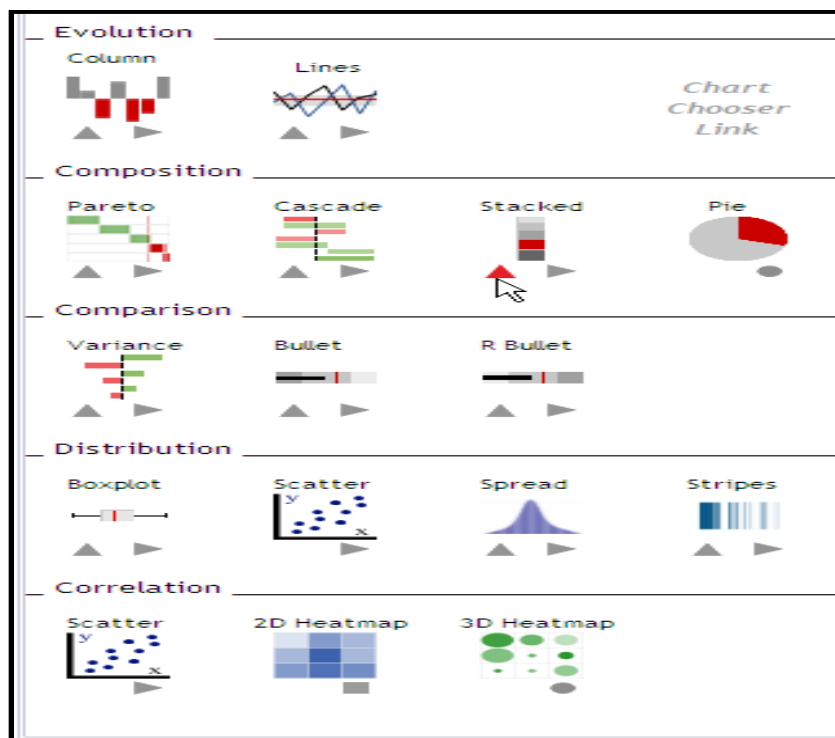 Evolution
Column
Lines
Chart
Chooser
Link
Composition
Pareto
Cascade
Stacked
Pie
Comparison
Variance
Bullet
R Bullet
Distribution
Boxplot
Scatter
Spread
Stripes
y
x
Correlation
Scatter
2D Heatmap
3D Heatmap
y
x